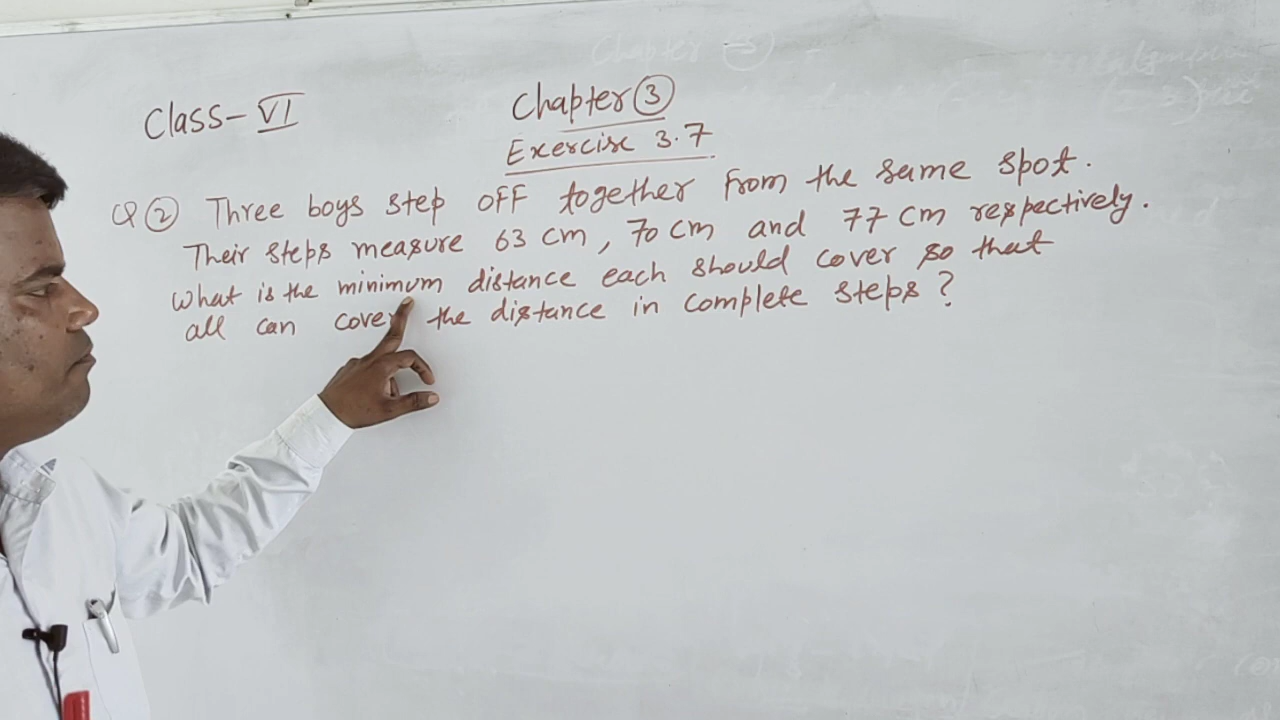 Class - VI
Chapter 3
Exercise 3.7
Q 2 Three boys step off together from the same spot.
Their steps measure 63 cm, 70 cm and 77 cm respectively.
What is the minimum distance each should cover so that
all can cover the distance in complete steps?
Chapter